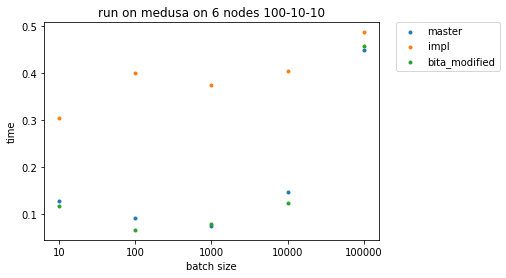 run on medusa on 6 nodes 100-10-10
master
impl
bita_modified
0.5
0.4
0.3
0.2
0.1
time
10
100
1000
10000
100000
batch size